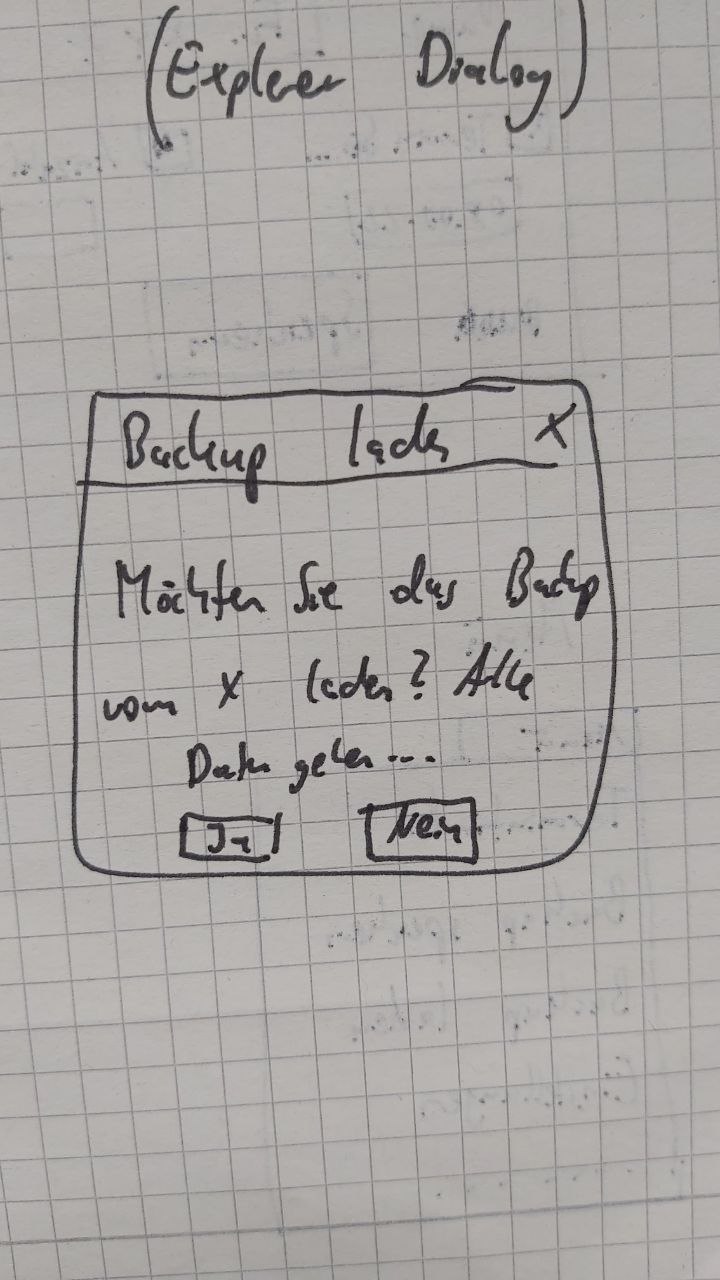 (Explorer Dialog)
Backup laden X
Möchten Sie das Backup
vom X laden? Alle
Daten gehen ...
Ja Nein